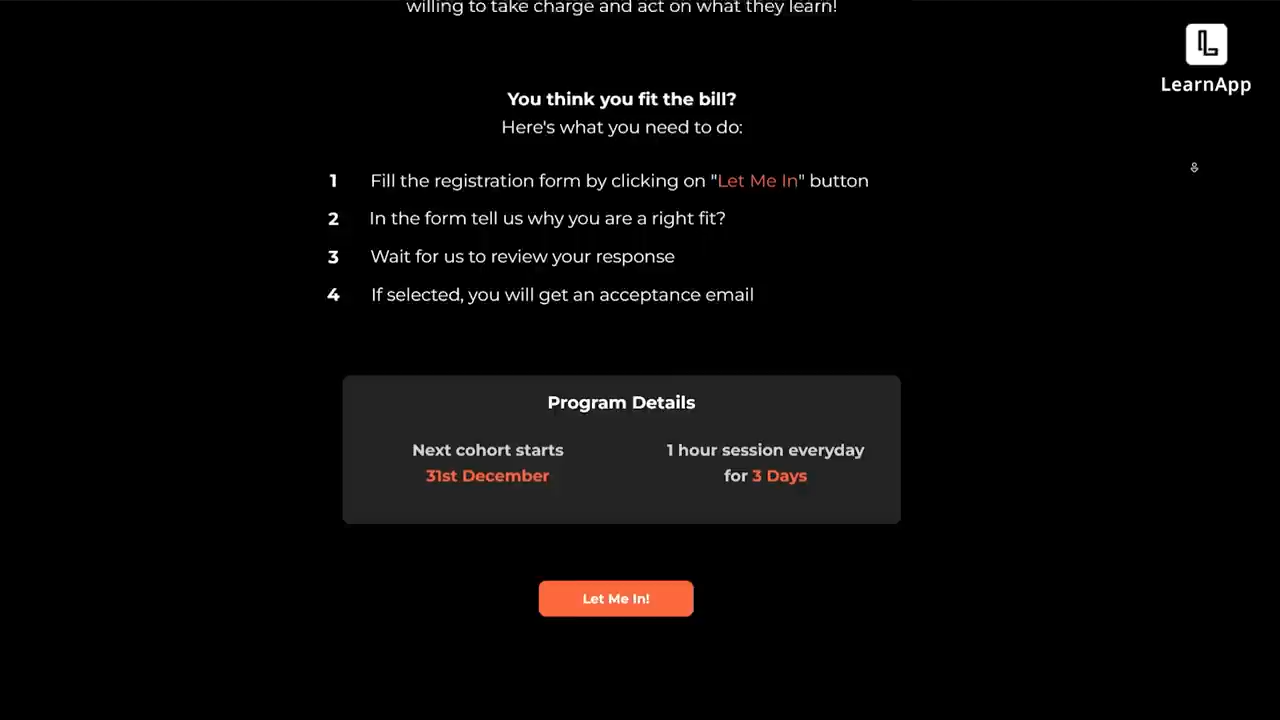 willing to take charge and act on what they learn!
LearnApp
You think you fit the bill?
Here's what you need to do:
1 Fill the registration form by clicking on "Let Me In" button
2 In the form tell us why you are a right fit?
3 Wait for us to review your response
4 If selected, you will get an acceptance email
Program Details
Next cohort starts
31st December
1 hour session everyday
for 3 Days
Let Me In!